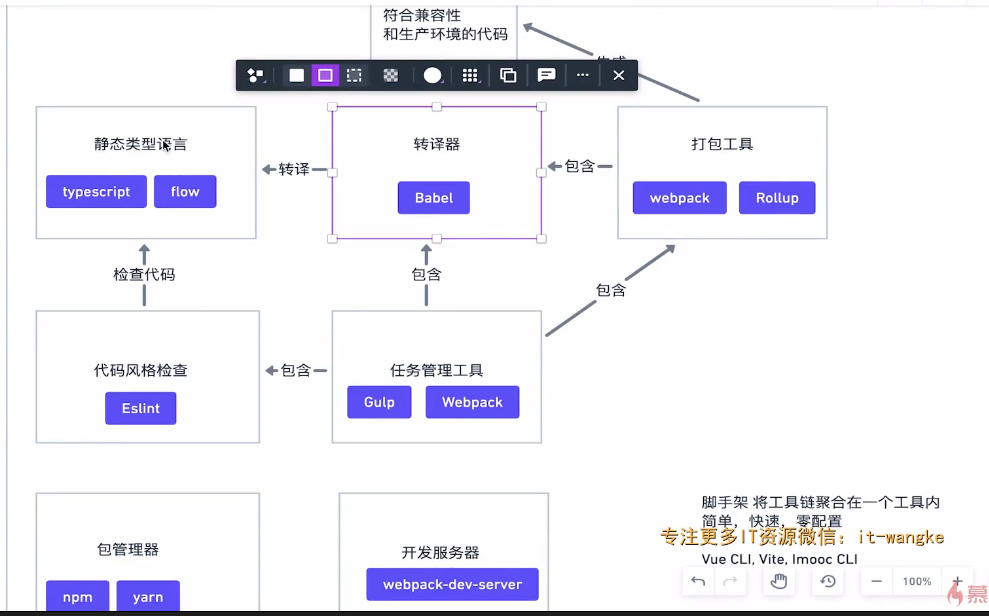 符合兼容性
和生产环境的代码
静态类型语言
typescript
flow
转译
转译器
Babel
包含
打包工具
webpack
Rollup
检查代码
包含
包含
代码风格检查
Eslint
包含
任务管理工具
Gulp
Webpack
包管理器
npm
yarn
开发服务器
webpack-dev-server
脚手架 将工具链聚合在一个工具内
简单，快速，零配置
专注更多IT资源微信：it-wangke
Vue CLI, Vite, Imooc CLI
100%
慕